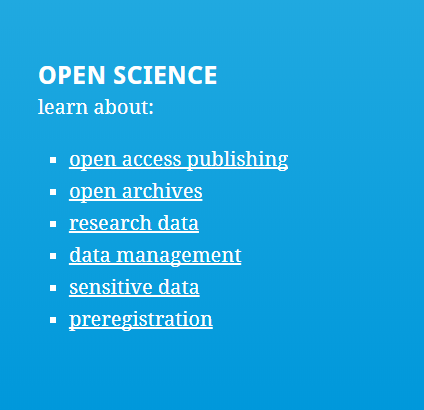 OPEN SCIENCE
learn about:
open access publishing
open archives
research data
data management
sensitive data
preregistration